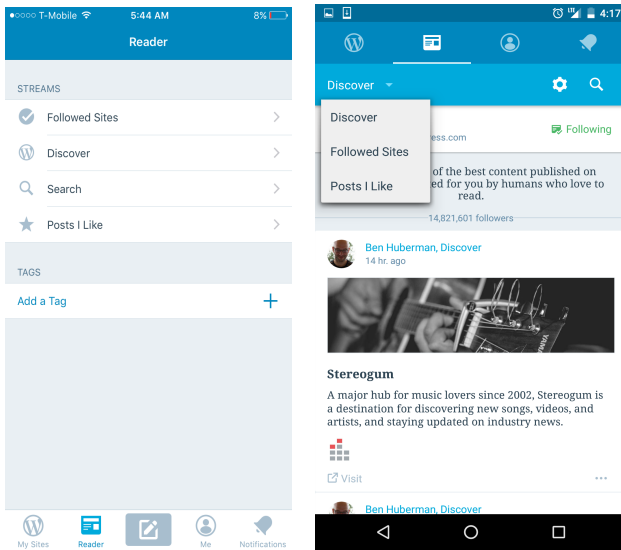 T-Mobile 5:44 AM 8%
Reader
STREAMS
Followed Sites
Discover
Search
Posts I Like
TAGS
Add a Tag
My Sites
Reader
Me
Notifications
LTE 4:17
Discover
Discover
Followed Sites
Posts I Like
ess.com
Following
of the best content published on
ed for you by humans who love to
read.
14,821,601 followers
Ben Huberman, Discover
14 hr. ago
YAMA
Stereogum
A major hub for music lovers since 2002, Stereogum is
a destination for discovering new songs, videos, and
artists, and staying updated on industry news.
Visit
Ben Huberman, Discover